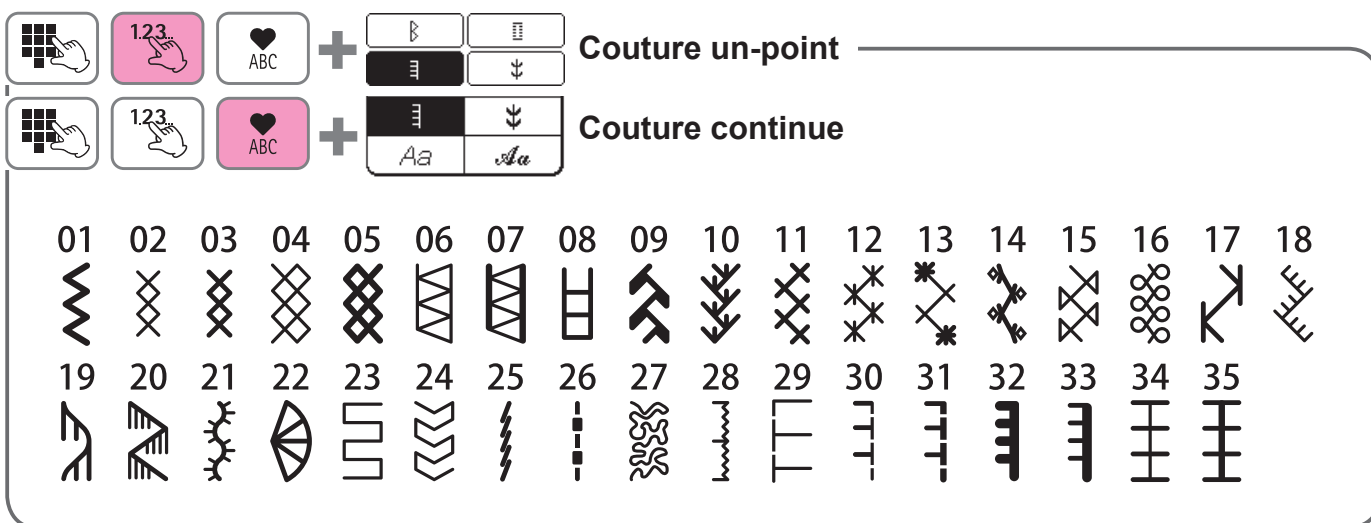 1.23...
ABC
Couture un-point
1.23...
ABC
Aa
Aa
Couture continue
01 02 03 04 05 06 07 08 09 10 11 12 13 14 15 16 17 18
19 20 21 22 23 24 25 26 27 28 29 30 31 32 33 34 35